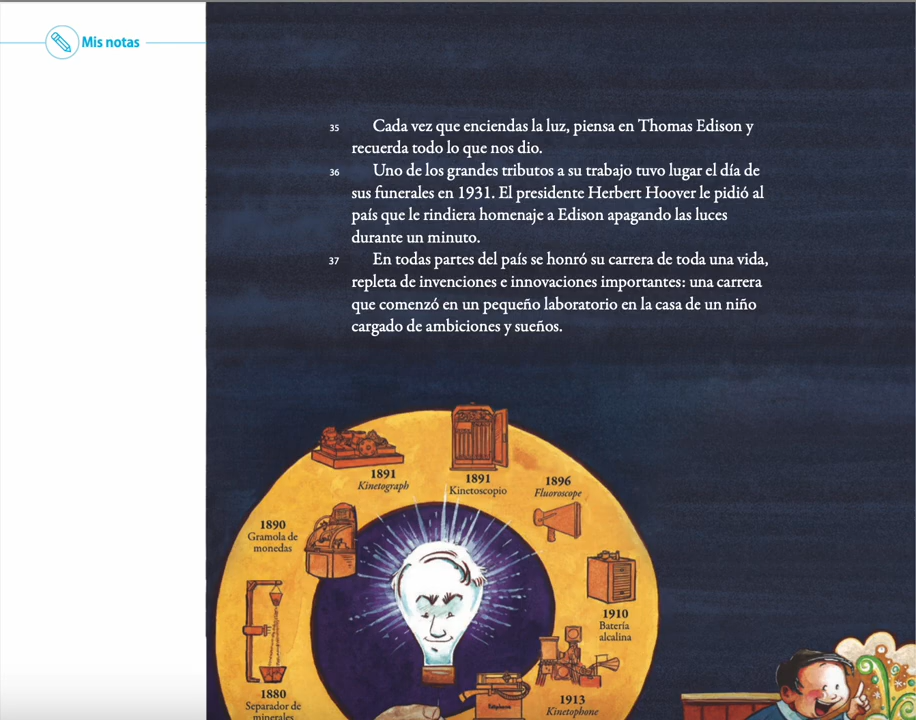 Mis notas
35 Cada vez que enciendas la luz, piensa en Thomas Edison y
recuerda todo lo que nos dio.
36 Uno de los grandes tributos a su trabajo tuvo lugar el día de
sus funerales en 1931. El presidente Herbert Hoover le pidió al
país que le rindiera homenaje a Edison apagando las luces
durante un minuto.
37 En todas partes del país se honró su carrera de toda una vida,
repleta de invenciones e innovaciones importantes: una carrera
que comenzó en un pequeño laboratorio en la casa de un niño
cargado de ambiciones y sueños.
1891
Kinetograph
1891
Kinetoscopio
1896
Fluoroscope
1890
Gramola de
monedas
1910
Batería
alcalina
1880
Separador de
minerales
1913
Kinetophone